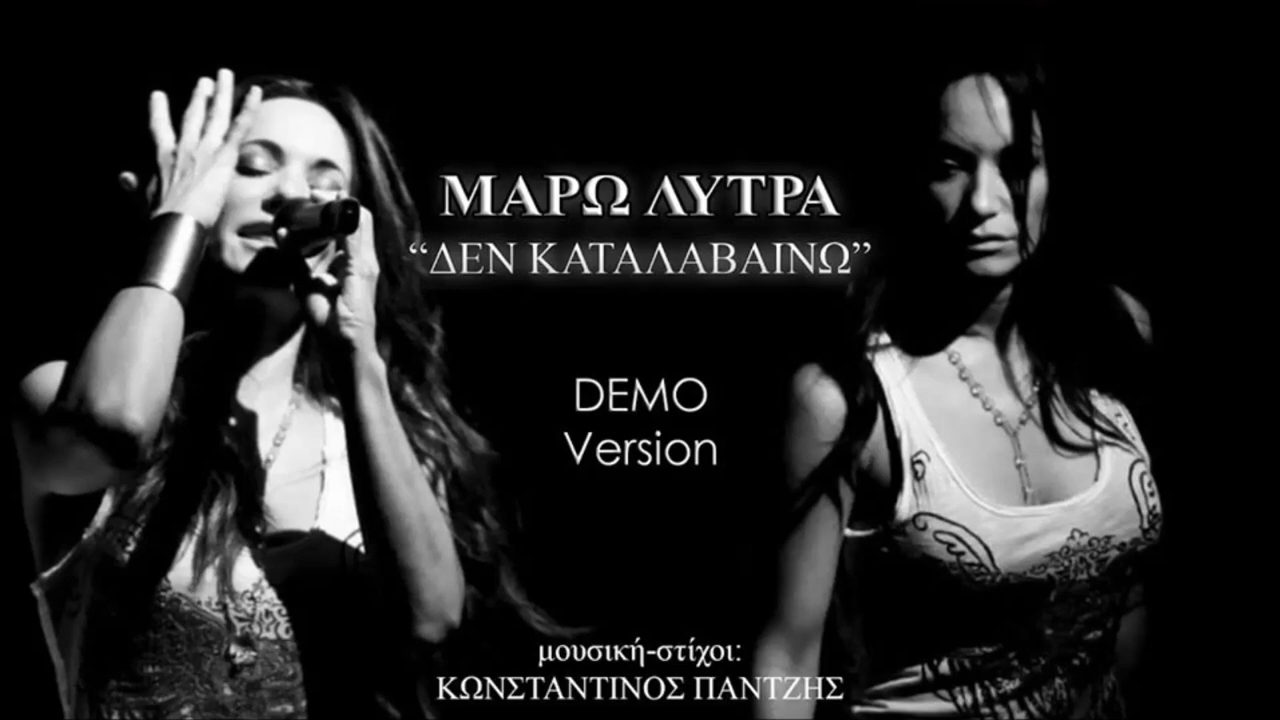 ΜΑΡΩ ΛΥΤΡΑ
“ΔΕΝ ΚΑΤΑΛΑΒΑΙΝΩ”
DEMO
Version
μουσική-στίχοι:
ΚΩΝΣΤΑΝΤΙΝΟΣ ΠΑΝΤΖΗΣ